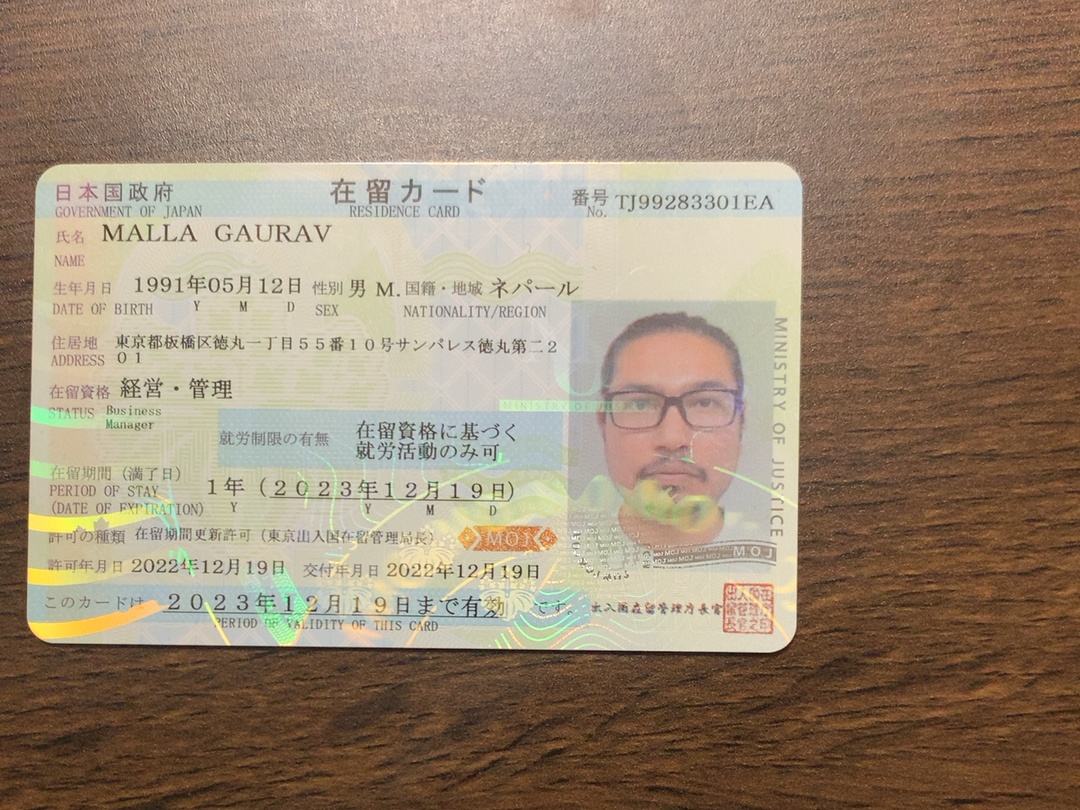 日本国政府 在留カード 番号 TJ99283301EA
GOVERNMENT OF JAPAN RESIDENCE CARD No.
氏名 MALLA GAURAV
NAME
生年月日 1991年05月12日 性別 男 M. 国籍・地域 ネパール
DATE OF BIRTH Y M D SEX NATIONALITY/REGION
住居地 東京都板橋区徳丸一丁目55番10号サンパレス徳丸第二2
ADDRESS 01
在留資格 経営・管理
STATUS Business
Manager
就労制限の有無 在留資格に基づく
就労活動のみ可
在留期間(満了日)
PERIOD OF STAY 1年(2023年12月19日)
(DATE OF EXPIRATION) Y Y M D
許可の種類 在留期間更新許可(東京出入国在留管理局長)
許可年月日 2022年12月19日 交付年月日 2022年12月19日
このカードは 2023年12月19日まで有効 です。
PERIOD OF VALIDITY OF THIS CARD
出入国在留管理庁長官
MINISTRY OF JUSTICE
MINISTRY OF JUSTICE
MOJ
MOJ